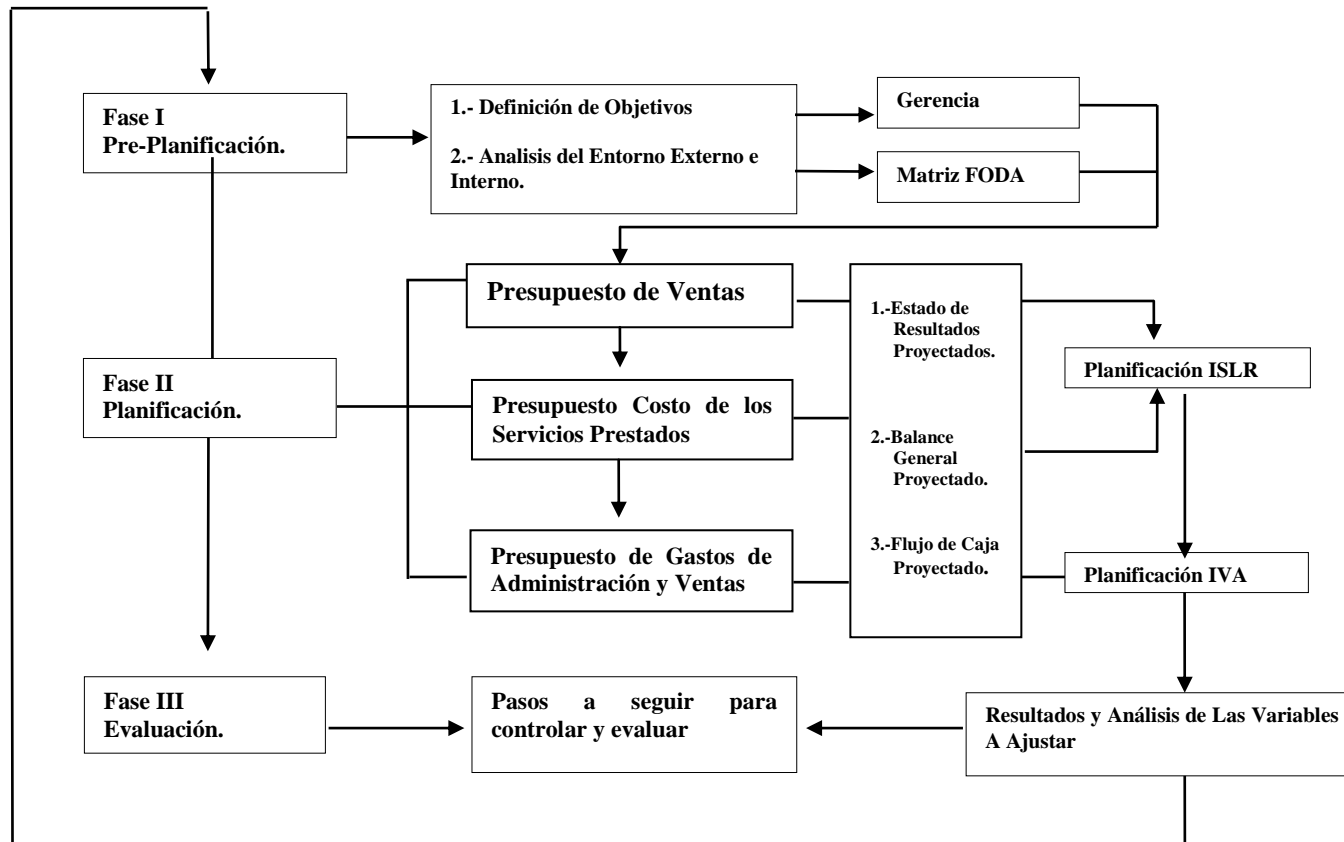 Fase I
Pre-Planificación.
1.- Definición de Objetivos
2.- Analisis del Entorno Externo e
Interno.
Gerencia
Matriz FODA
Presupuesto de Ventas
Fase II
Planificación.
Presupuesto Costo de los
Servicios Prestados
Presupuesto de Gastos de
Administración y Ventas
1.-Estado de
Resultados
Proyectados.
2.-Balance
General
Proyectado.
3.-Flujo de Caja
Proyectado.
Planificación ISLR
Planificación IVA
Fase III
Evaluación.
Pasos a seguir para
controlar y evaluar
Resultados y Análisis de Las Variables
A Ajustar